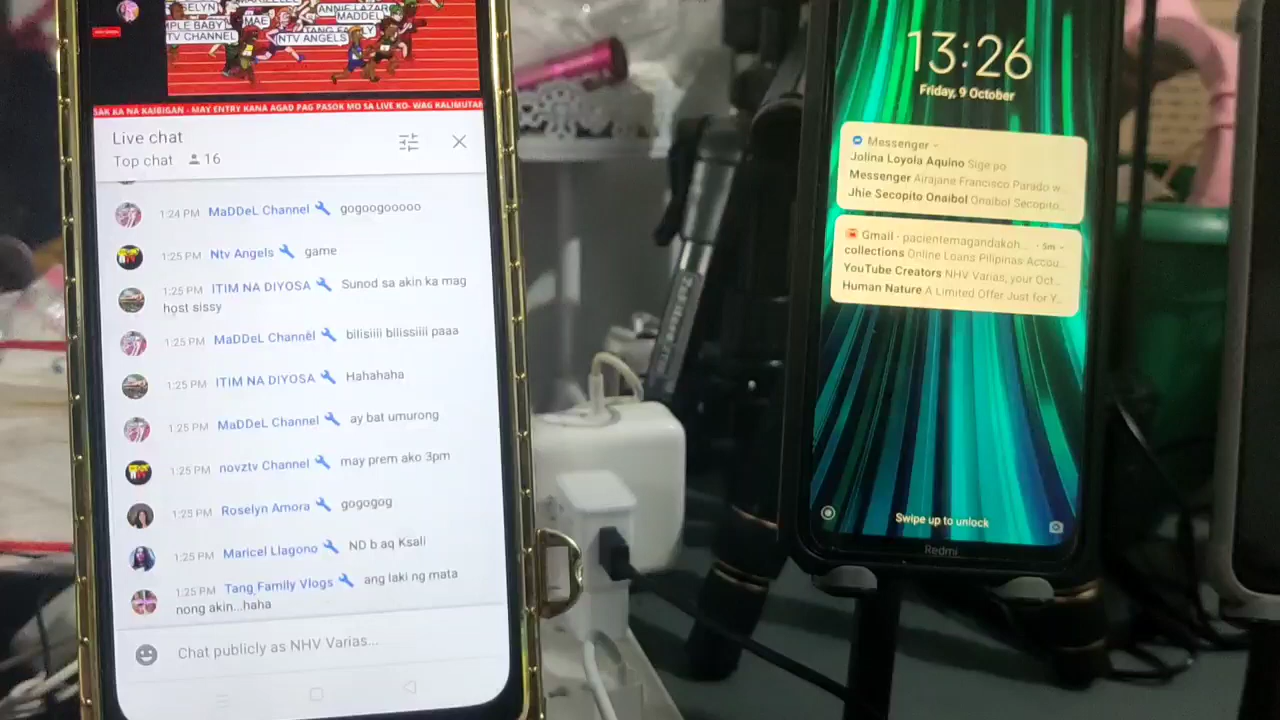 ANNIE LAZAR
MADDEL
MAE
TV CHANNEL
NTV ANGELS
SAK KA NA KAIBIGAN - MAY ENTRY KANA AGAD PAG PASOK MO SA LIVE KO- WAG KALIMUTAN
Live chat
Top chat 16
1:24 PM MaDDeL Channel gogoogooooo
1:25 PM Ntv Angels game
1:25 PM ITIM NA DIYOSA Sunod sa akin ka mag
host sissy
1:25 PM MaDDeL Channel bilisiiii bilissiiii paaa
1:25 PM ITIM NA DIYOSA Hahahaha
1:25 PM MaDDeL Channel ay bat umurong
1:25 PM novztv Channel may prem ako 3pm
1:25 PM Roselyn Amora gogogog
1:25 PM Maricel Llagono ND b aq Ksali
1:25 PM Tang Family Vlogs ang laki ng mata
nong akin...haha
Chat publicly as NHV Varias...
13:26
Friday, 9 October
Messenger
Jolina Loyola Aquino Sige po
Messenger Airajane Francisco Parado w...
Jhie Secopito Onaibol Onaibol Secopito...
Gmail - pacientemagandakoh... · 5m
collections Online Loans Pilipinas Accou...
YouTube Creators NHV Varias, your Oct...
Human Nature A Limited Offer Just for Y...
Swipe up to unlock
Redmi